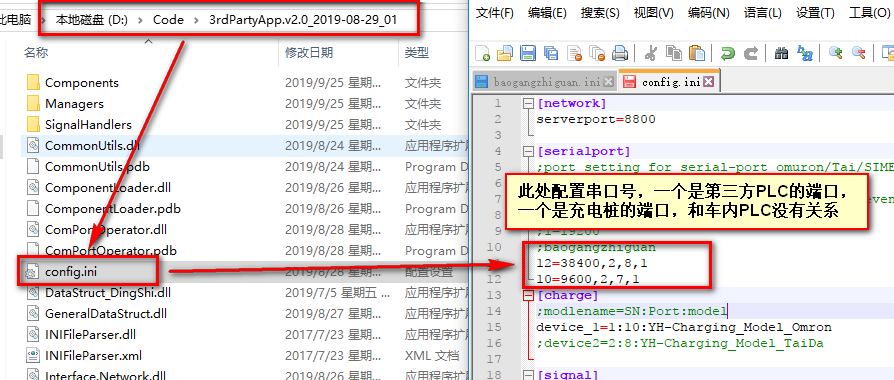 此电脑 › 本地磁盘 (D:) › Code › 3rdPartyApp.v2.0_2019-08-29_01
名称 修改日期 类型
Components 2019/9/25 星期... 文件夹
Managers 2019/9/25 星期... 文件夹
SignalHandlers 2019/9/25 星期... 文件夹
CommonUtils.dll 2019/8/24 星期... 应用程序扩
CommonUtils.pdb 2019/8/24 星期... Program D
ComponentLoader.dll 2019/8/26 星期... 应用程序扩
ComponentLoader.pdb 2019/8/26 星期... Program D
ComPortOperator.dll 2019/8/26 星期... 应用程序扩
ComPortOperator.pdb 2019/8/26 星期... Program D
config.ini 2019/8/28 星期... 配置设置
DataStruct_DingShi.dll 2019/7/5 星期五 ... 应用程序扩
GeneralDataStruct.dll 2019/8/27 星期... 应用程序扩
INIFileParser.dll 2017/7/23 星期... 应用程序扩
INIFileParser.xml 2017/7/23 星期... XML 文档
Interface.Network.dll 2019/8/26 星期... 应用程序扩
文件(F) 编辑(E) 搜索(S) 视图(V) 编码(N) 语言(L) 设置(T) 工具(O)
baogangzhiguan.ini config.ini
1 [network]
2 serverport=8800
3
4 [serialport]
5 ;port setting for serial-port omuron/Tai/SIME
even
此处配置串口号，一个是第三方PLC的端口，
一个是充电桩的端口，和车内PLC没有关系
;1=19200
10 ;baogangzhiguan
11 12=38400,2,8,1
12 10=9600,2,7,1
13 [charge]
14 ;modlename=SN:Port:model
15 device_1=1:10:YH-Charging_Model_Omron
16 ;device2=2:8:YH-Charging_Model_TaiDa
17
18 [signal]